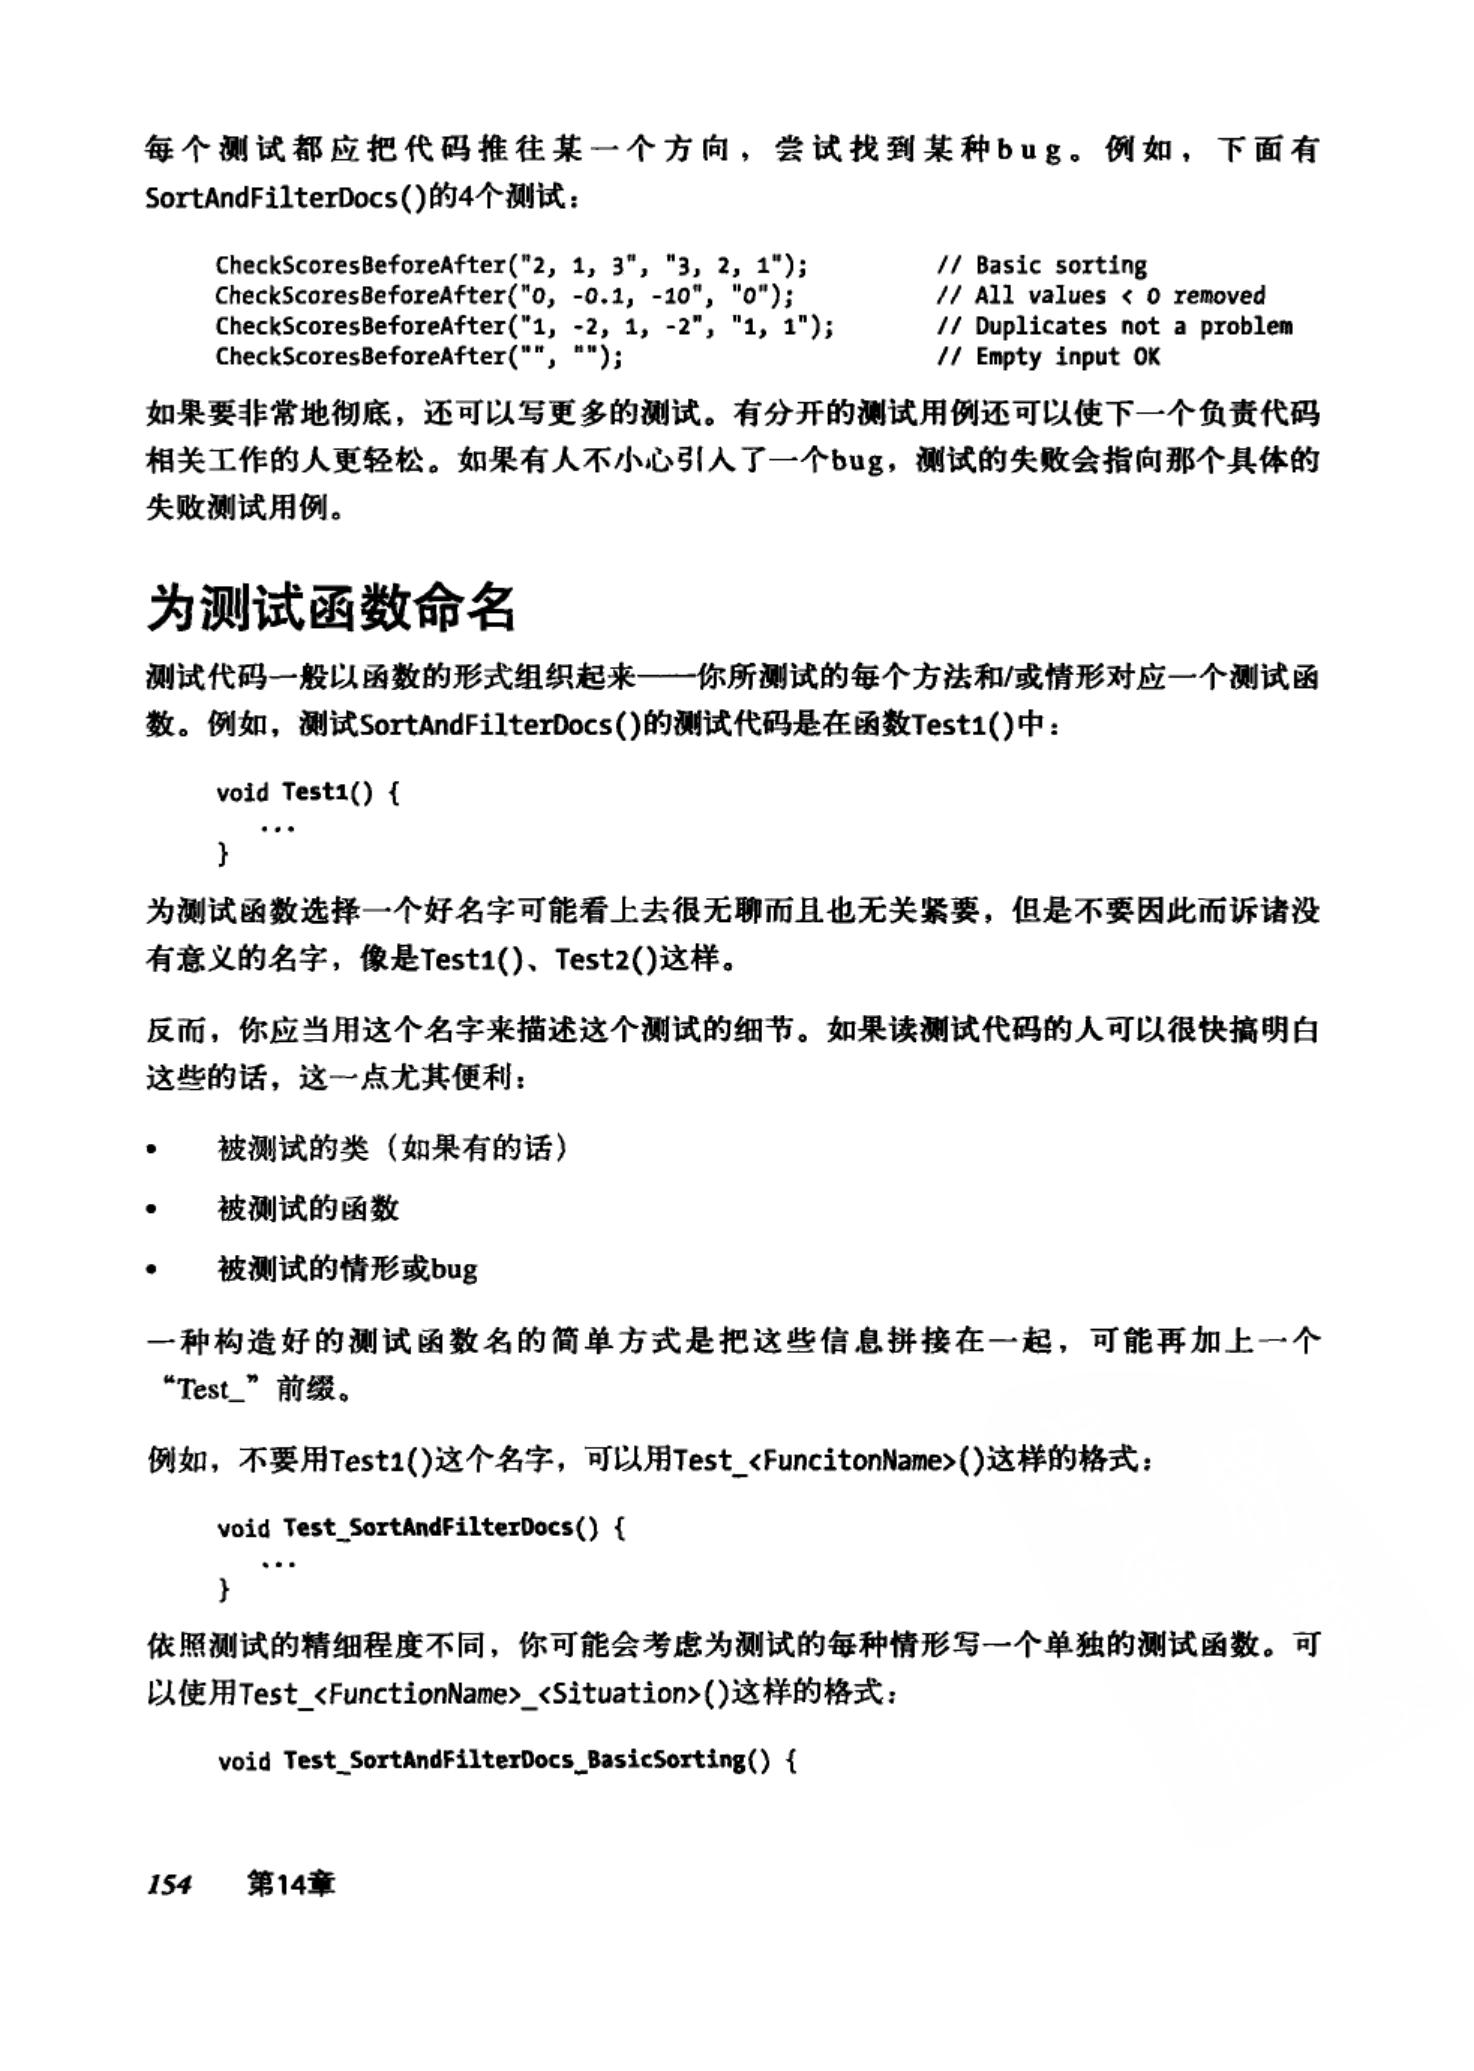 每个测试都应把代码推往某一个方向，尝试找到某种bug。例如，下面有
SortAndFilterDocs()的4个测试：
CheckScoresBeforeAfter("2, 1, 3", "3, 2, 1"); // Basic sorting
CheckScoresBeforeAfter("0, -0.1, -10", "0"); // All values < 0 removed
CheckScoresBeforeAfter("1, -2, 1, -2", "1, 1"); // Duplicates not a problem
CheckScoresBeforeAfter("", ""); // Empty input OK
如果要非常地彻底，还可以写更多的测试。有分开的测试用例还可以使下一个负责代码
相关工作的人更轻松。如果有人不小心引入了一个bug，测试的失败会指向那个具体的
失败测试用例。
为测试函数命名
测试代码一般以函数的形式组织起来——你所测试的每个方法和/或情形对应一个测试函
数。例如，测试SortAndFilterDocs()的测试代码是在函数Test1()中：
void Test1() {
...
}
为测试函数选择一个好名字可能看上去很无聊而且也无关紧要，但是不要因此而诉诸没
有意义的名字，像是Test1()、Test2()这样。
反而，你应当用这个名字来描述这个测试的细节。如果读测试代码的人可以很快搞明白
这些的话，这一点尤其便利：
• 被测试的类（如果有的话）
• 被测试的函数
• 被测试的情形或bug
一种构造好的测试函数名的简单方式是把这些信息拼接在一起，可能再加上一个
“Test_”前缀。
例如，不要用Test1()这个名字，可以用Test_<FuncitonName>()这样的格式：
void Test_SortAndFilterDocs() {
...
}
依照测试的精细程度不同，你可能会考虑为测试的每种情形写一个单独的测试函数。可
以使用Test_<FunctionName>_<Situation>()这样的格式：
void Test_SortAndFilterDocs_BasicSorting() {
154 第14章